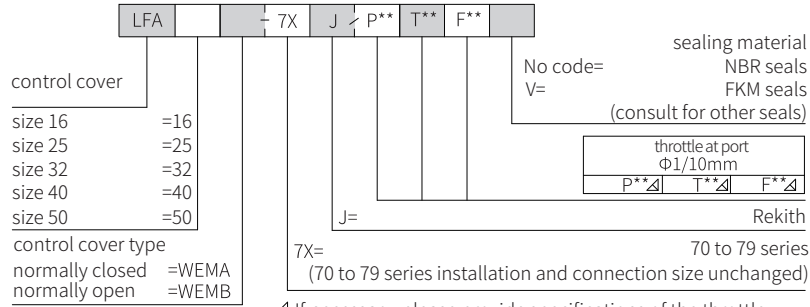 LFA - 7X J / P** T** F**
sealing material
No code= NBR seals
V= FKM seals
(consult for other seals)
control cover
size 16 =16
size 25 =25
size 32 =32
size 40 =40
size 50 =50
throttle at port
Φ1/10mm
P**⊿ T**⊿ F**⊿
J= Rekith
control cover type
normally closed =WEMA
normally open =WEMB
7X= 70 to 79 series
(70 to 79 series installation and connection size unchanged)